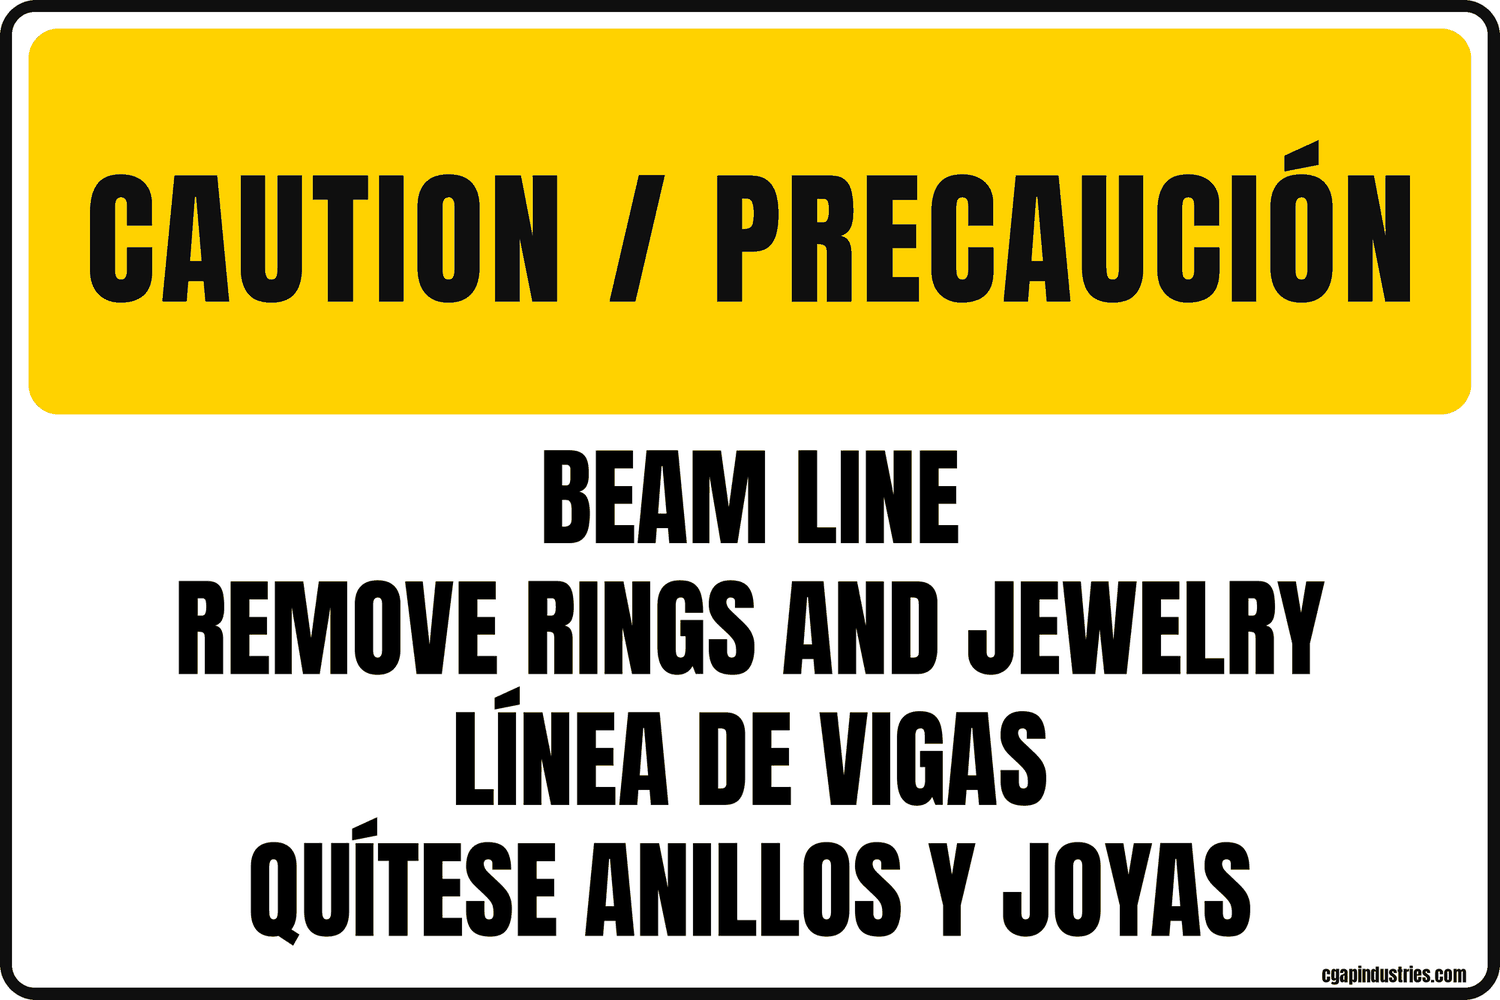 CAUTION / PRECAUCIÓN
BEAM LINE
REMOVE RINGS AND JEWELRY
LÍNEA DE VIGAS
QUÍTESE ANILLOS Y JOYAS
cgapindustries.com